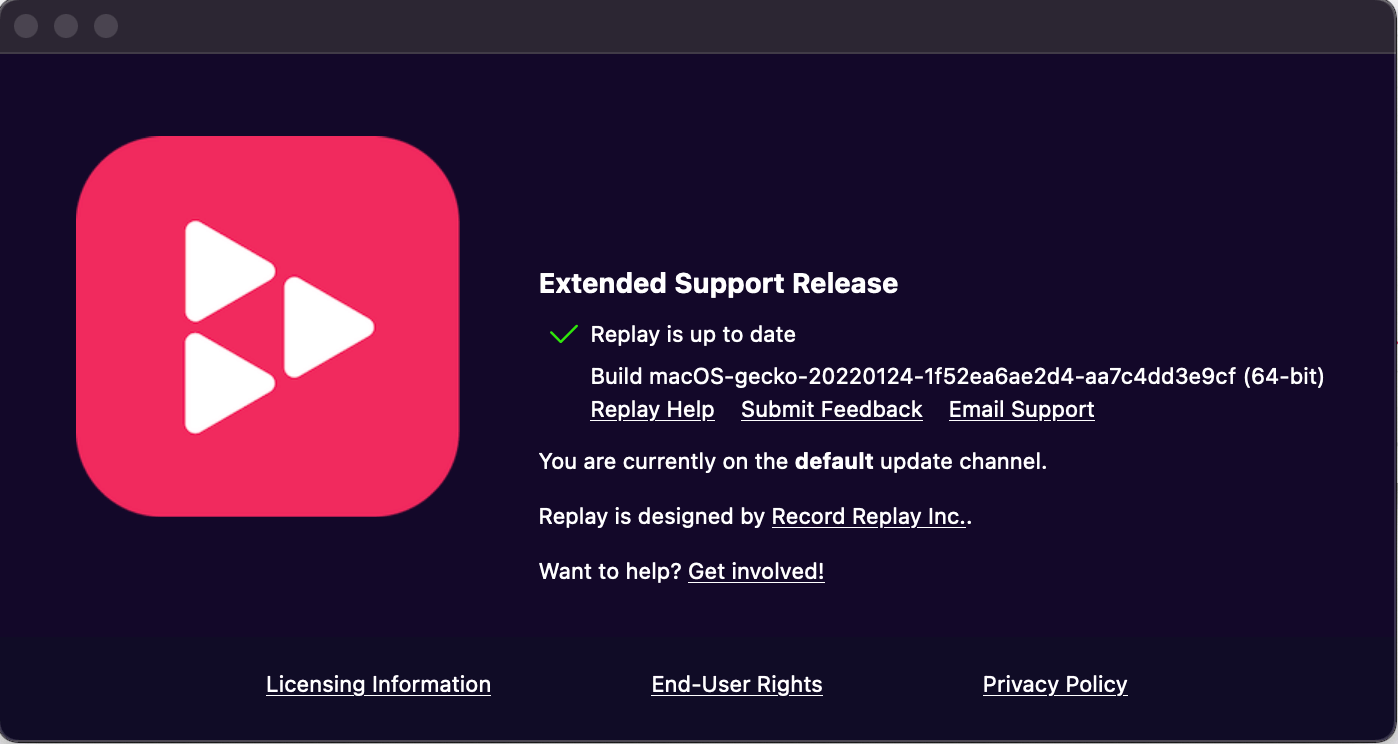 Extended Support Release
Replay is up to date
Build macOS-gecko-20220124-1f52ea6ae2d4-aa7c4dd3e9cf (64-bit)
Replay Help Submit Feedback Email Support
You are currently on the default update channel.
Replay is designed by Record Replay Inc..
Want to help? Get involved!
Licensing Information End-User Rights Privacy Policy